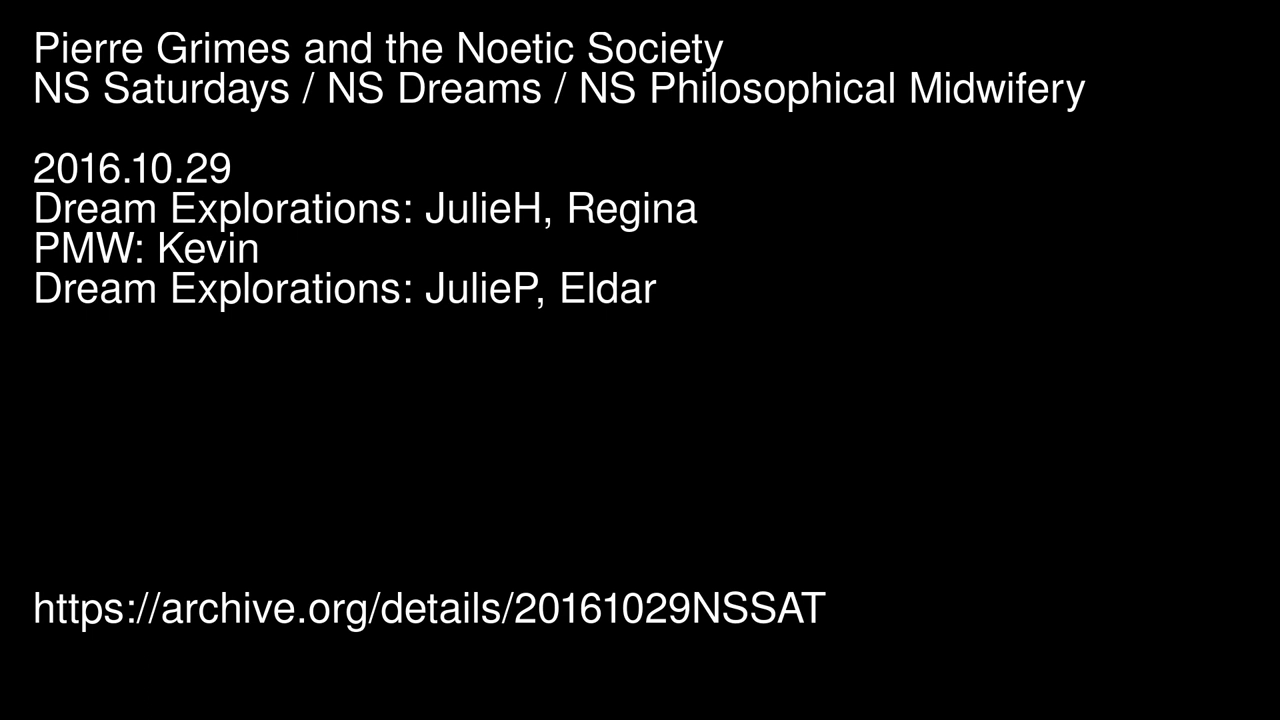 Pierre Grimes and the Noetic Society
NS Saturdays / NS Dreams / NS Philosophical Midwifery
2016.10.29
Dream Explorations: JulieH, Regina
PMW: Kevin
Dream Explorations: JulieP, Eldar
https://archive.org/details/20161029NSSAT